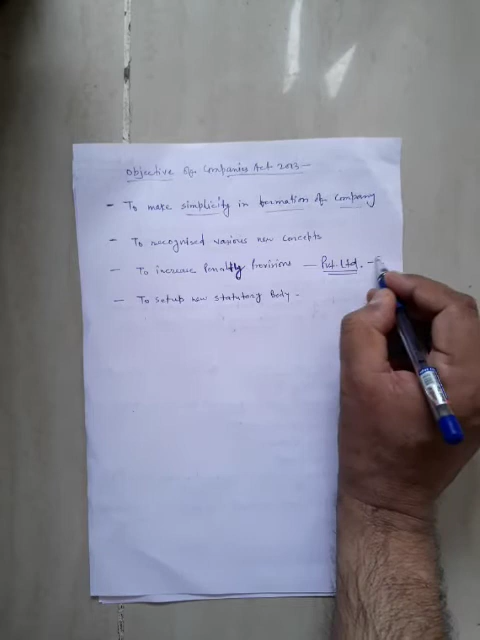 Objective of Companies Act 2013 -
- To make simplicity in formation of Company
- To recognised various new concepts
- To increase Penalty Provisions - Pvt. Ltd. -
- To setup new statutory Body.